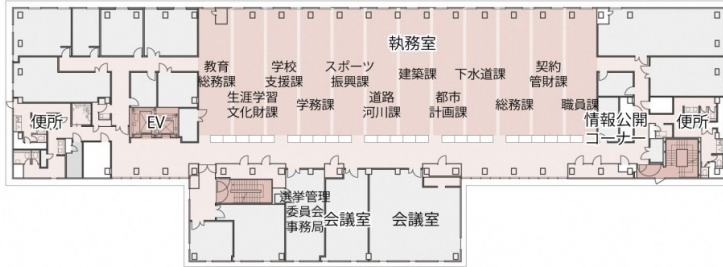 執務室
教育
総務課
学校
支援課
スポーツ
振興課
建築課
下水道課
契約
管財課
生涯学習
文化財課
学務課
道路
河川課
都市
計画課
総務課
職員課
便所
EV
情報公開
コーナー
便所
選挙管理
委員会
事務局
会議室
会議室